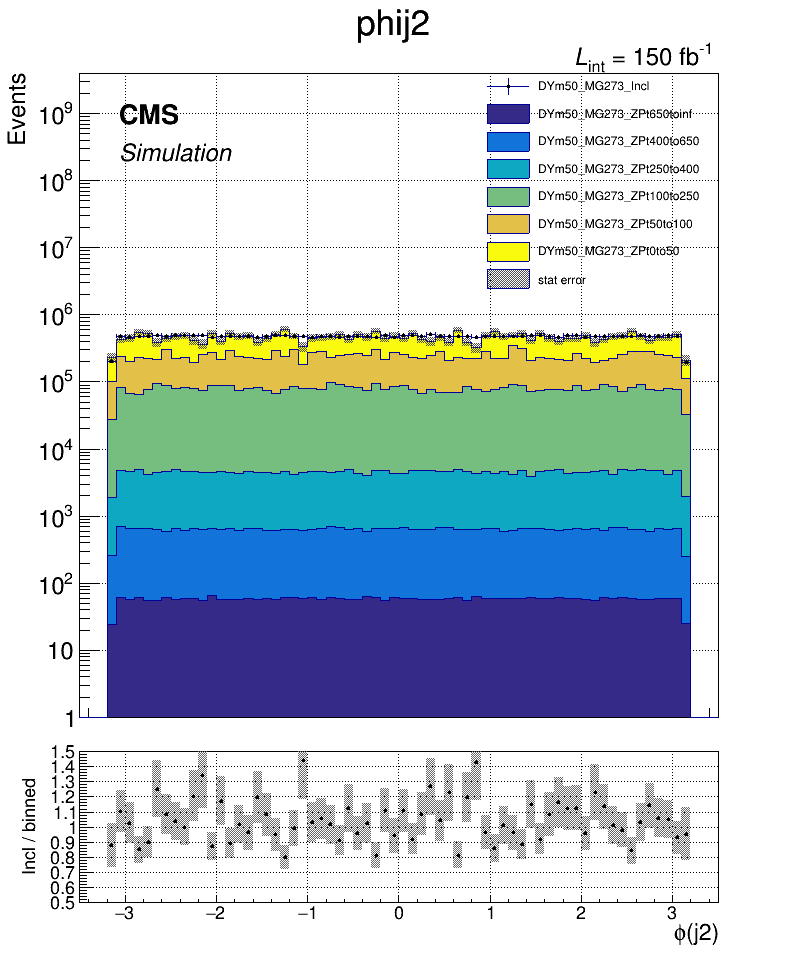 phij2
L_int = 150 fb^-1
Events
CMS
Simulation
DYm50_MG273_Incl
DYm50_MG273_ZPt650toinf
DYm50_MG273_ZPt400to650
DYm50_MG273_ZPt250to400
DYm50_MG273_ZPt100to250
DYm50_MG273_ZPt50to100
DYm50_MG273_ZPt0to50
stat error
10^9
10^8
10^7
10^6
10^5
10^4
10^3
10^2
10
1
Incl / binned
1.5
1.4
1.3
1.2
1.1
1
0.9
0.8
0.7
0.6
0.5
−3 −2 −1 0 1 2 3
ϕ(j2)